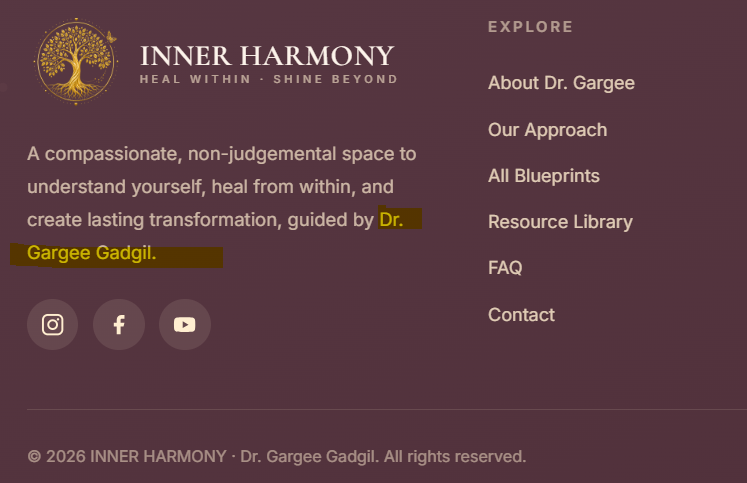 INNER HARMONY
HEAL WITHIN · SHINE BEYOND
A compassionate, non-judgemental space to
understand yourself, heal from within, and
create lasting transformation, guided by Dr.
Gargee Gadgil.
EXPLORE
About Dr. Gargee
Our Approach
All Blueprints
Resource Library
FAQ
Contact
© 2026 INNER HARMONY · Dr. Gargee Gadgil. All rights reserved.